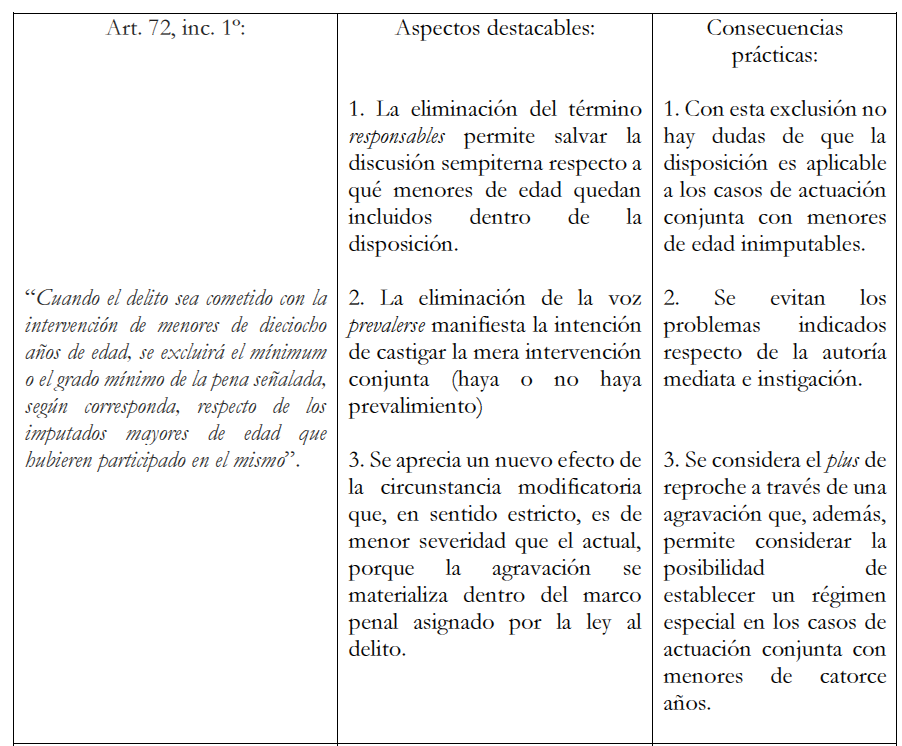 Art. 72, inc. 1º:
“Cuando el delito sea cometido con la
intervención de menores de dieciocho
años de edad, se excluirá el mínimum
o el grado mínimo de la pena señalada,
según corresponda, respecto de los
imputados mayores de edad que
hubieren participado en el mismo”.
Aspectos destacables:
1. La eliminación del término
responsables permite salvar la
discusión sempiterna respecto a
qué menores de edad quedan
incluidos dentro de la
disposición.
2. La eliminación de la voz
prevalerse manifiesta la intención
de castigar la mera intervención
conjunta (haya o no haya
prevalimiento)
3. Se aprecia un nuevo efecto de
la circunstancia modificatoria
que, en sentido estricto, es de
menor severidad que el actual,
porque la agravación se
materializa dentro del marco
penal asignado por la ley al
delito.
Consecuencias
prácticas:
1. Con esta exclusión no
hay dudas de que la
disposición es aplicable
a los casos de actuación
conjunta con menores
de edad inimputables.
2. Se evitan los
problemas indicados
respecto de la autoría
mediata e instigación.
3. Se considera el plus de
reproche a través de una
agravación que, además,
permite considerar la
posibilidad de
establecer un régimen
especial en los casos de
actuación conjunta con
menores de catorce
años.